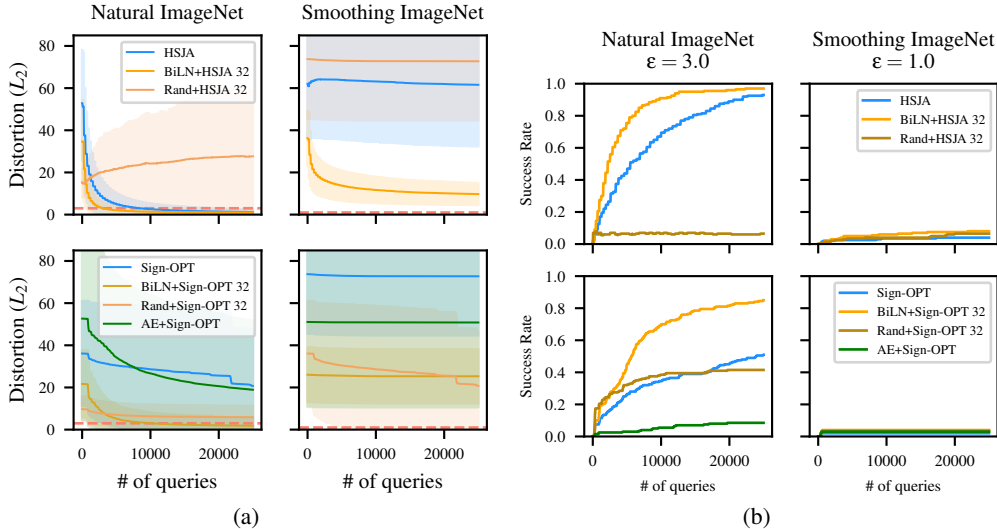 Natural ImageNet
Smoothing ImageNet
Distortion (L2)
80
60
40
20
0
HSJA
BiLN+HSJA 32
Rand+HSJA 32
Distortion (L2)
80
60
40
20
0
Sign-OPT
BiLN+Sign-OPT 32
Rand+Sign-OPT 32
AE+Sign-OPT
0
10000
20000
0
10000
20000
# of queries
# of queries
(a)
Natural ImageNet
ε = 3.0
Smoothing ImageNet
ε = 1.0
Success Rate
1.0
0.8
0.6
0.4
0.2
0.0
HSJA
BiLN+HSJA 32
Rand+HSJA 32
Success Rate
1.0
0.8
0.6
0.4
0.2
0.0
Sign-OPT
BiLN+Sign-OPT 32
Rand+Sign-OPT 32
AE+Sign-OPT
0
10000
20000
0
10000
20000
# of queries
# of queries
(b)